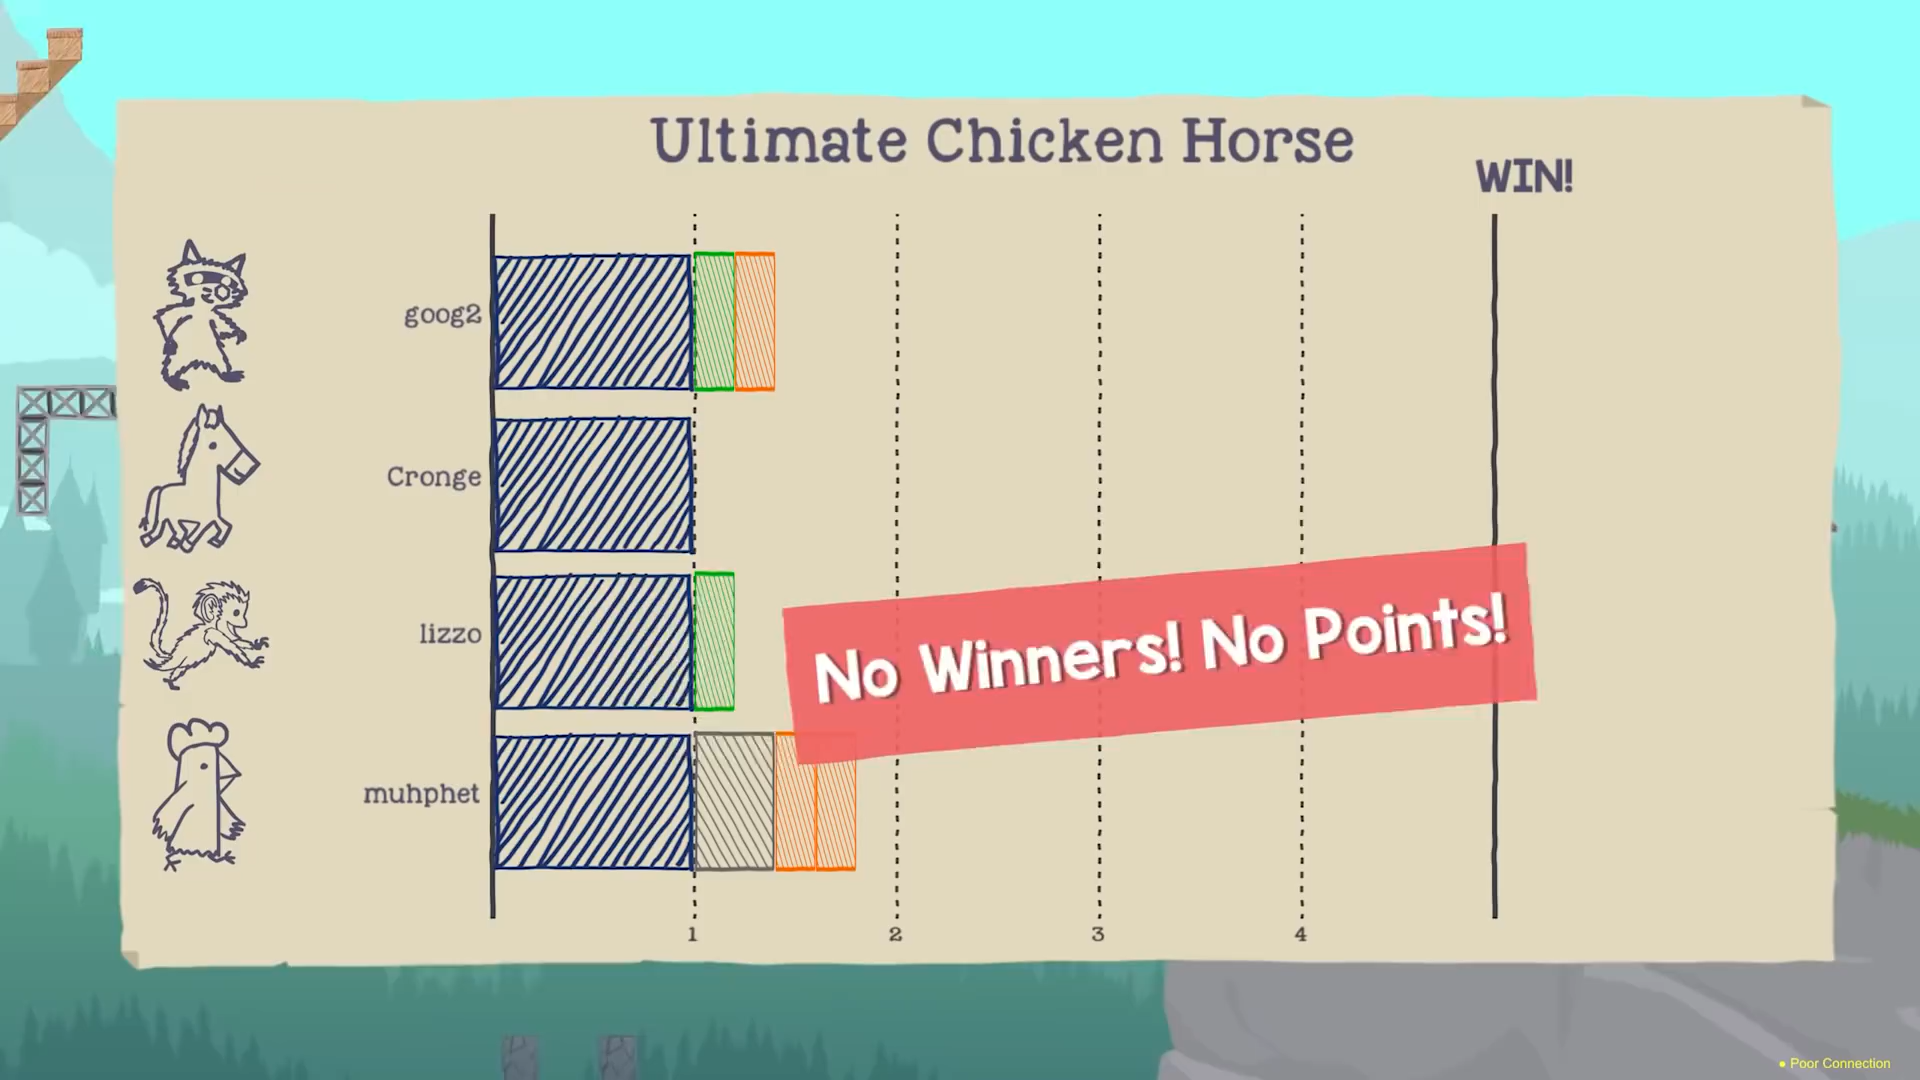 Ultimate Chicken Horse
WIN!
goog2
Cronge
lizzo
No Winners! No Points!
muhphet
1 2 3 4
Poor Connection